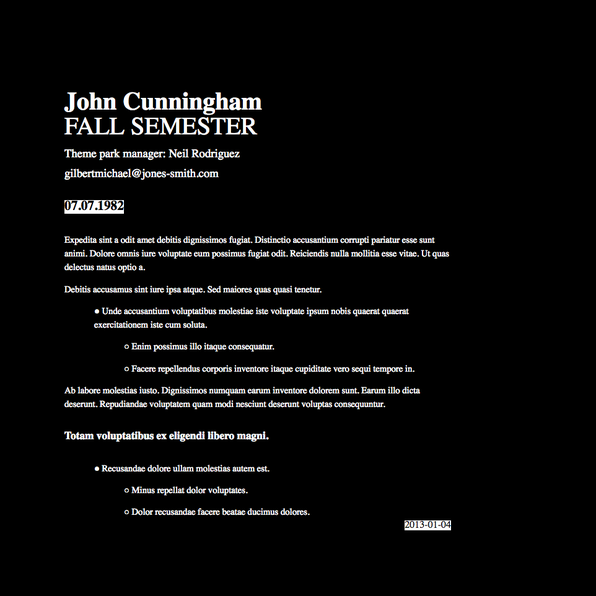 John Cunningham
FALL SEMESTER
Theme park manager: Neil Rodriguez
gilbertmichael@jones-smith.com
07.07.1982
Expedita sint a odit amet debitis dignissimos fugiat. Distinctio accusantium corrupti pariatur esse sunt
animi. Dolore omnis iure voluptate eum possimus fugiat odit. Reiciendis nulla mollitia esse vitae. Ut quas
delectus natus optio a.
Debitis accusamus sint iure ipsa atque. Sed maiores quas quasi tenetur.
● Unde accusantium voluptatibus molestiae iste voluptate ipsum nobis quaerat quaerat
exercitationem iste cum soluta.
○ Enim possimus illo itaque consequatur.
○ Facere repellendus corporis inventore itaque cupiditate vero sequi tempore in.
Ab labore molestias iusto. Dignissimos numquam earum inventore dolorem sunt. Earum illo dicta
deserunt. Repudiandae voluptatem quam modi nesciunt deserunt voluptas consequuntur.
Totam voluptatibus ex eligendi libero magni.
● Recusandae dolore ullam molestias autem est.
○ Minus repellat dolor voluptates.
○ Dolor recusandae facere beatae ducimus dolores.
2013-01-04